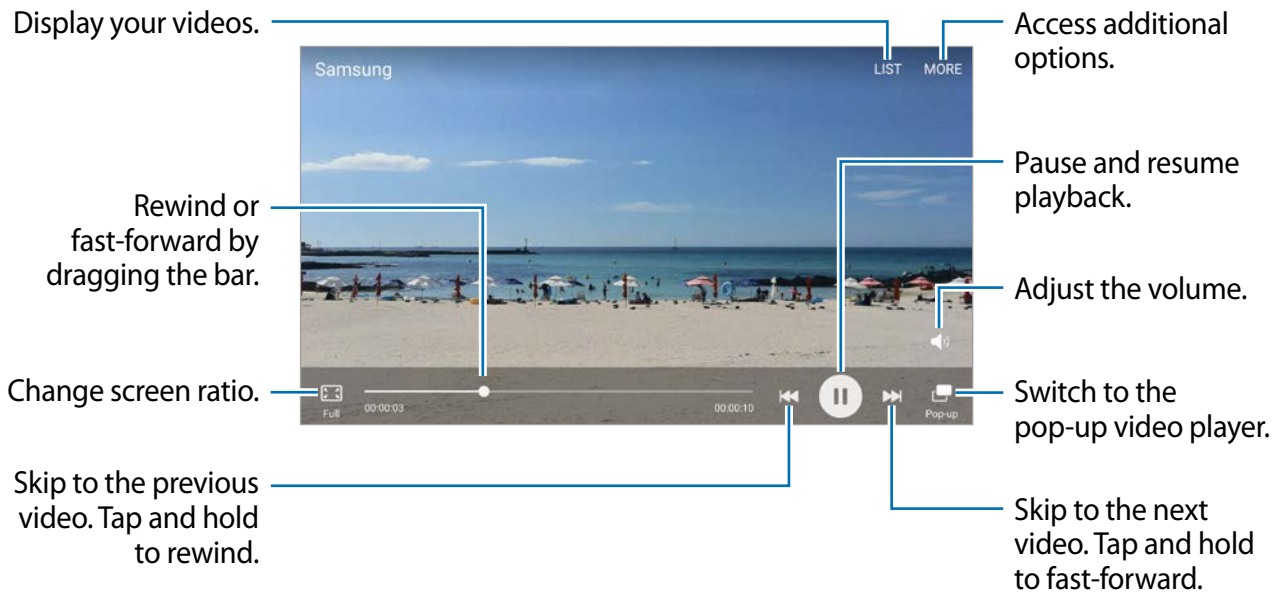 Display your videos.
Access additional
options.
Samsung
LIST
MORE
Pause and resume
playback.
Rewind or
fast-forward by
dragging the bar.
Adjust the volume.
Change screen ratio.
Full
00:00:03
00:00:10
Pop-up
Switch to the
pop-up video player.
Skip to the previous
video. Tap and hold
to rewind.
Skip to the next
video. Tap and hold
to fast-forward.